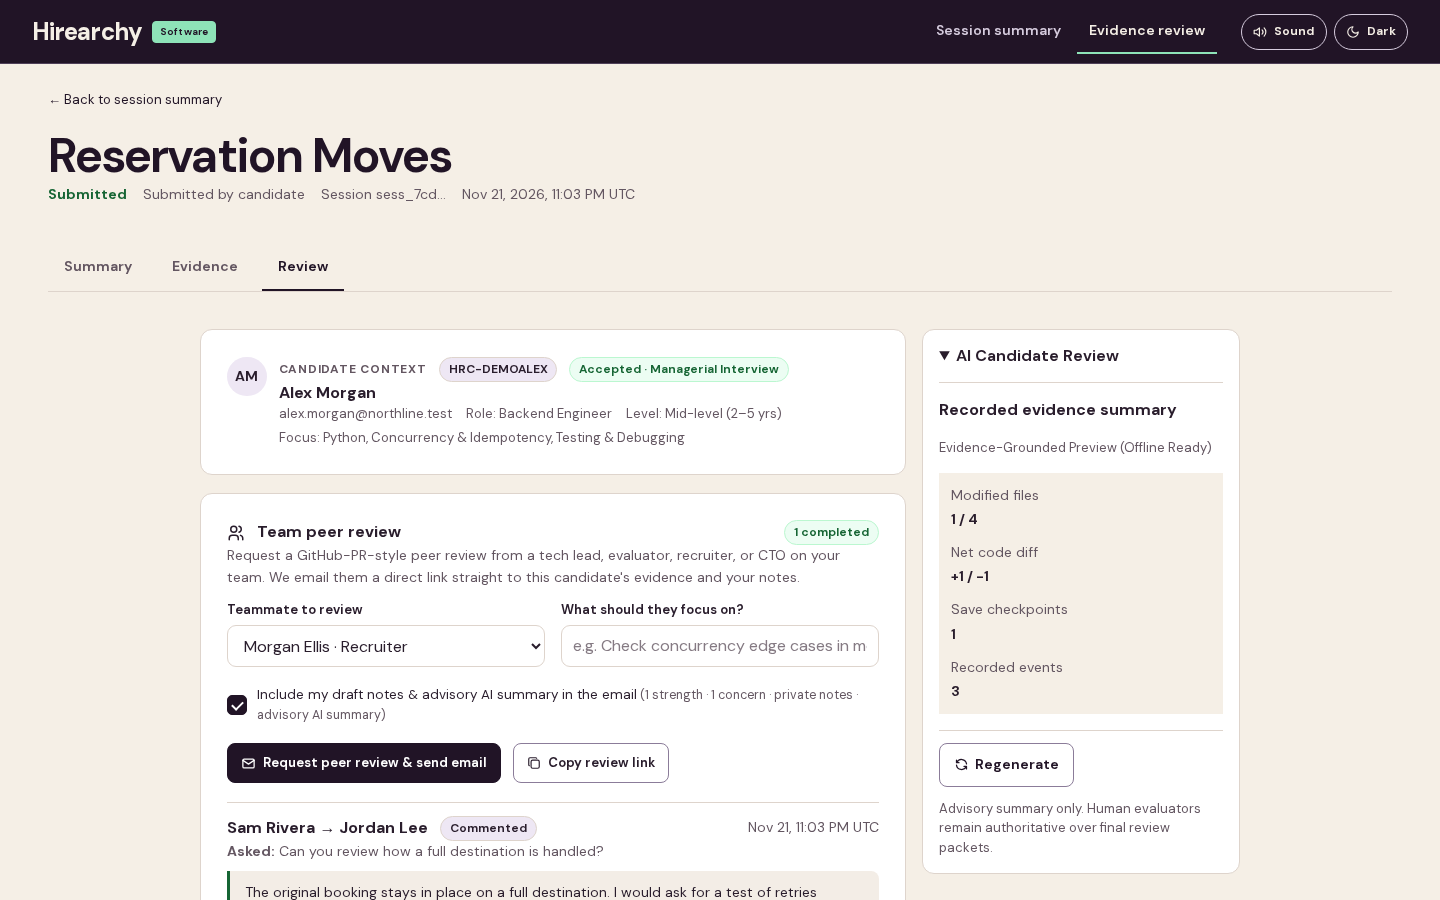 Hirearchy Software
Session summary Evidence review Sound Dark
← Back to session summary
Reservation Moves
Submitted Submitted by candidate Session sess_7cd... Nov 21, 2026, 11:03 PM UTC
Summary Evidence Review
AM CANDIDATE CONTEXT HRC-DEMOALEX Accepted · Managerial Interview
Alex Morgan
alex.morgan@northline.test Role: Backend Engineer Level: Mid-level (2–5 yrs)
Focus: Python, Concurrency & Idempotency, Testing & Debugging
Team peer review 1 completed
Request a GitHub-PR-style peer review from a tech lead, evaluator, recruiter, or CTO on your
team. We email them a direct link straight to this candidate's evidence and your notes.
Teammate to review What should they focus on?
Morgan Ellis · Recruiter e.g. Check concurrency edge cases in m
Include my draft notes & advisory AI summary in the email (1 strength · 1 concern · private notes ·
advisory AI summary)
Request peer review & send email Copy review link
Sam Rivera → Jordan Lee Commented Nov 21, 11:03 PM UTC
Asked: Can you review how a full destination is handled?
The original booking stays in place on a full destination. I would ask for a test of retries
▼ AI Candidate Review
Recorded evidence summary
Evidence-Grounded Preview (Offline Ready)
Modified files
1 / 4
Net code diff
+1 / -1
Save checkpoints
1
Recorded events
3
Regenerate
Advisory summary only. Human evaluators
remain authoritative over final review
packets.